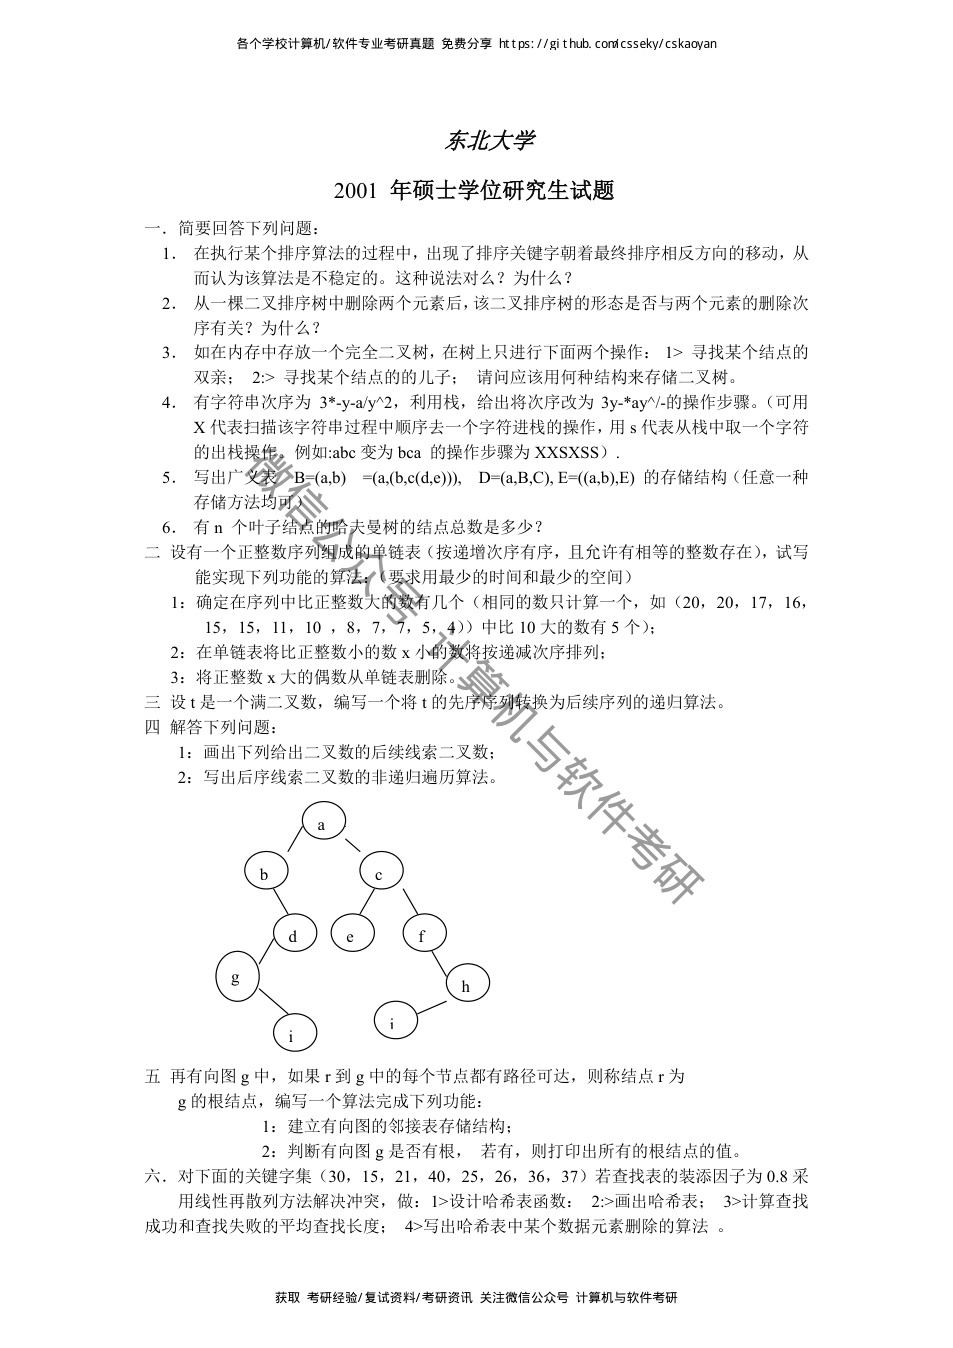 各个学校计算机/软件专业考研真题 免费分享 https://github.com/csseky/cskaoyan
东北大学
2001 年硕士学位研究生试题
一．简要回答下列问题：
1． 在执行某个排序算法的过程中，出现了排序关键字朝着最终排序相反方向的移动，从
而认为该算法是不稳定的。这种说法对么？为什么？
2． 从一棵二叉排序树中删除两个元素后，该二叉排序树的形态是否与两个元素的删除次
序有关？为什么？
3． 如在内存中存放一个完全二叉树，在树上只进行下面两个操作： 1> 寻找某个结点的
双亲； 2:> 寻找某个结点的的儿子； 请问应该用何种结构来存储二叉树。
4． 有字符串次序为 3*-y-a/y^2，利用栈，给出将次序改为 3y-*ay^/-的操作步骤。（可用
X 代表扫描该字符串过程中顺序去一个字符进栈的操作，用 s 代表从栈中取一个字符
的出栈操作。例如:abc 变为 bca 的操作步骤为 XXSXSS）.
5． 写出广义表 B=(a,b) =(a,(b,c(d,e))), D=(a,B,C), E=((a,b),E) 的存储结构（任意一种
存储方法均可）
6． 有 n 个叶子结点的哈夫曼树的结点总数是多少？
二 设有一个正整数序列组成的单链表（按递增次序有序，且允许有相等的整数存在），试写
能实现下列功能的算法：（要求用最少的时间和最少的空间）
1：确定在序列中比正整数大的数有几个（相同的数只计算一个，如（20，20，17，16，
15，15，11，10 ，8，7，7，5，4））中比 10 大的数有 5 个）；
2：在单链表将比正整数小的数 x 小的数将按递减次序排列；
3：将正整数 x 大的偶数从单链表删除。
三 设 t 是一个满二叉数，编写一个将 t 的先序序列转换为后续序列的递归算法。
四 解答下列问题：
1：画出下列给出二叉数的后续线索二叉数；
2：写出后序线索二叉数的非递归遍历算法。
a
b
c
d
e
f
g
h
i
j
五 再有向图 g 中，如果 r 到 g 中的每个节点都有路径可达，则称结点 r 为
g 的根结点，编写一个算法完成下列功能：
1：建立有向图的邻接表存储结构；
2：判断有向图 g 是否有根， 若有，则打印出所有的根结点的值。
六．对下面的关键字集（30，15，21，40，25，26，36，37）若查找表的装添因子为 0.8 采
用线性再散列方法解决冲突，做：1>设计哈希表函数： 2:>画出哈希表； 3>计算查找
成功和查找失败的平均查找长度； 4>写出哈希表中某个数据元素删除的算法 。
微信公众号 计算机与软件考研
获取 考研经验/复试资料/考研资讯 关注微信公众号 计算机与软件考研